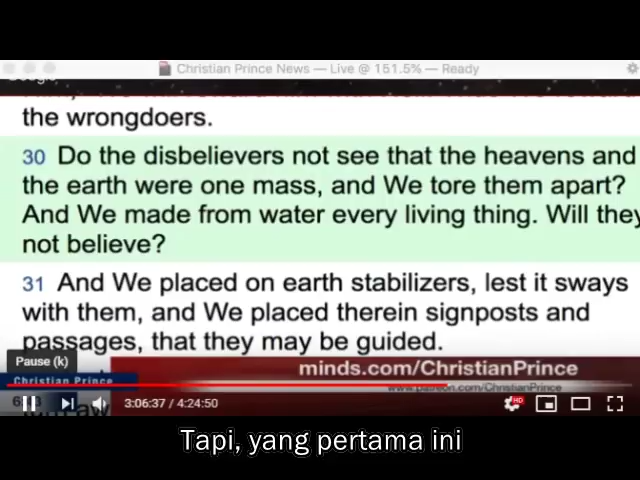 Christian Prince News — Live @ 151.5% — Ready
the wrongdoers.
30 Do the disbelievers not see that the heavens and
the earth were one mass, and We tore them apart?
And We made from water every living thing. Will they
not believe?
31 And We placed on earth stabilizers, lest it sways
with them, and We placed therein signposts and
passages, that they may be guided.
Pause (k)
minds.com/ChristianPrince
Christian Prince
www.patreon.com/ChristianPrince
3:06:37 / 4:24:50
HD
Tapi, yang pertama ini